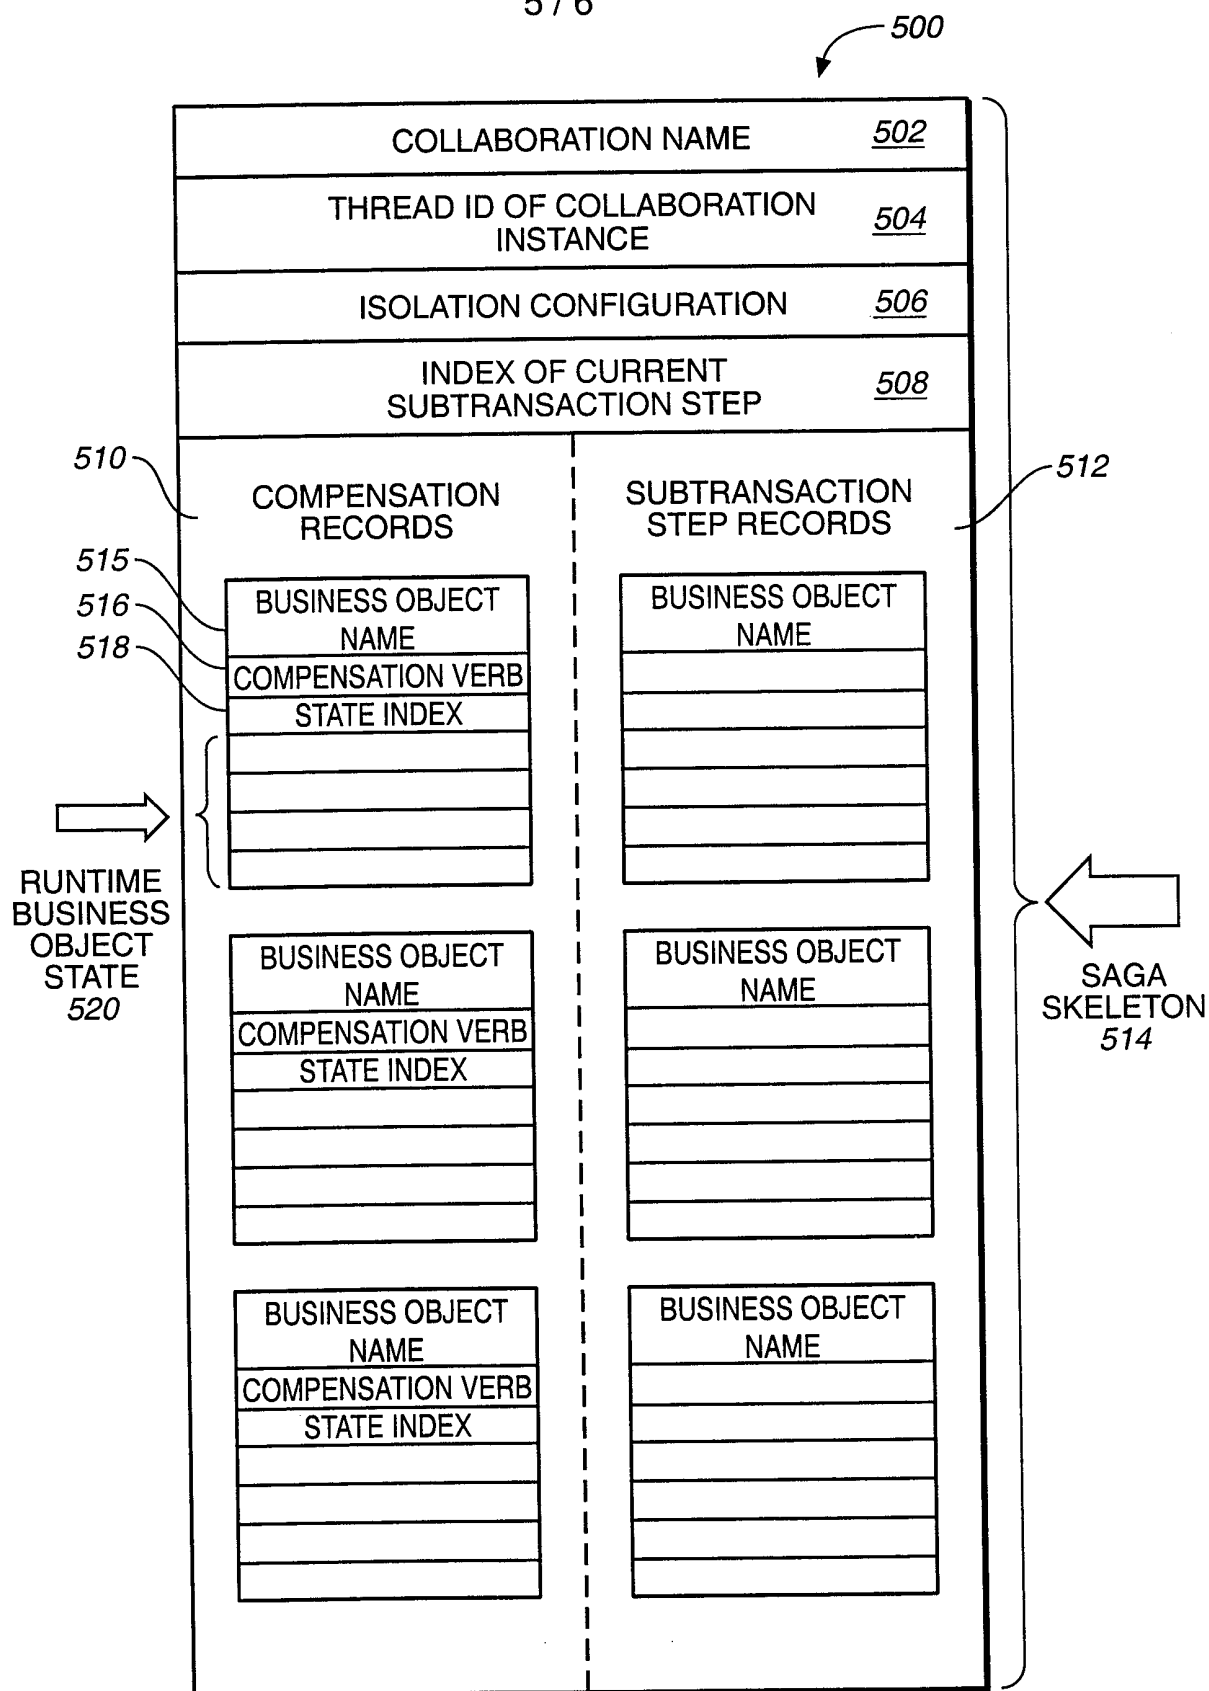 5 / 6
500
COLLABORATION NAME 502
THREAD ID OF COLLABORATION
INSTANCE 504
ISOLATION CONFIGURATION 506
INDEX OF CURRENT
SUBTRANSACTION STEP 508
510
COMPENSATION
RECORDS
SUBTRANSACTION
STEP RECORDS
512
515
516
518
BUSINESS OBJECT
NAME
COMPENSATION VERB
STATE INDEX
BUSINESS OBJECT
NAME
RUNTIME
BUSINESS
OBJECT
STATE
520
SAGA
SKELETON
514
BUSINESS OBJECT
NAME
COMPENSATION VERB
STATE INDEX
BUSINESS OBJECT
NAME
BUSINESS OBJECT
NAME
COMPENSATION VERB
STATE INDEX
BUSINESS OBJECT
NAME